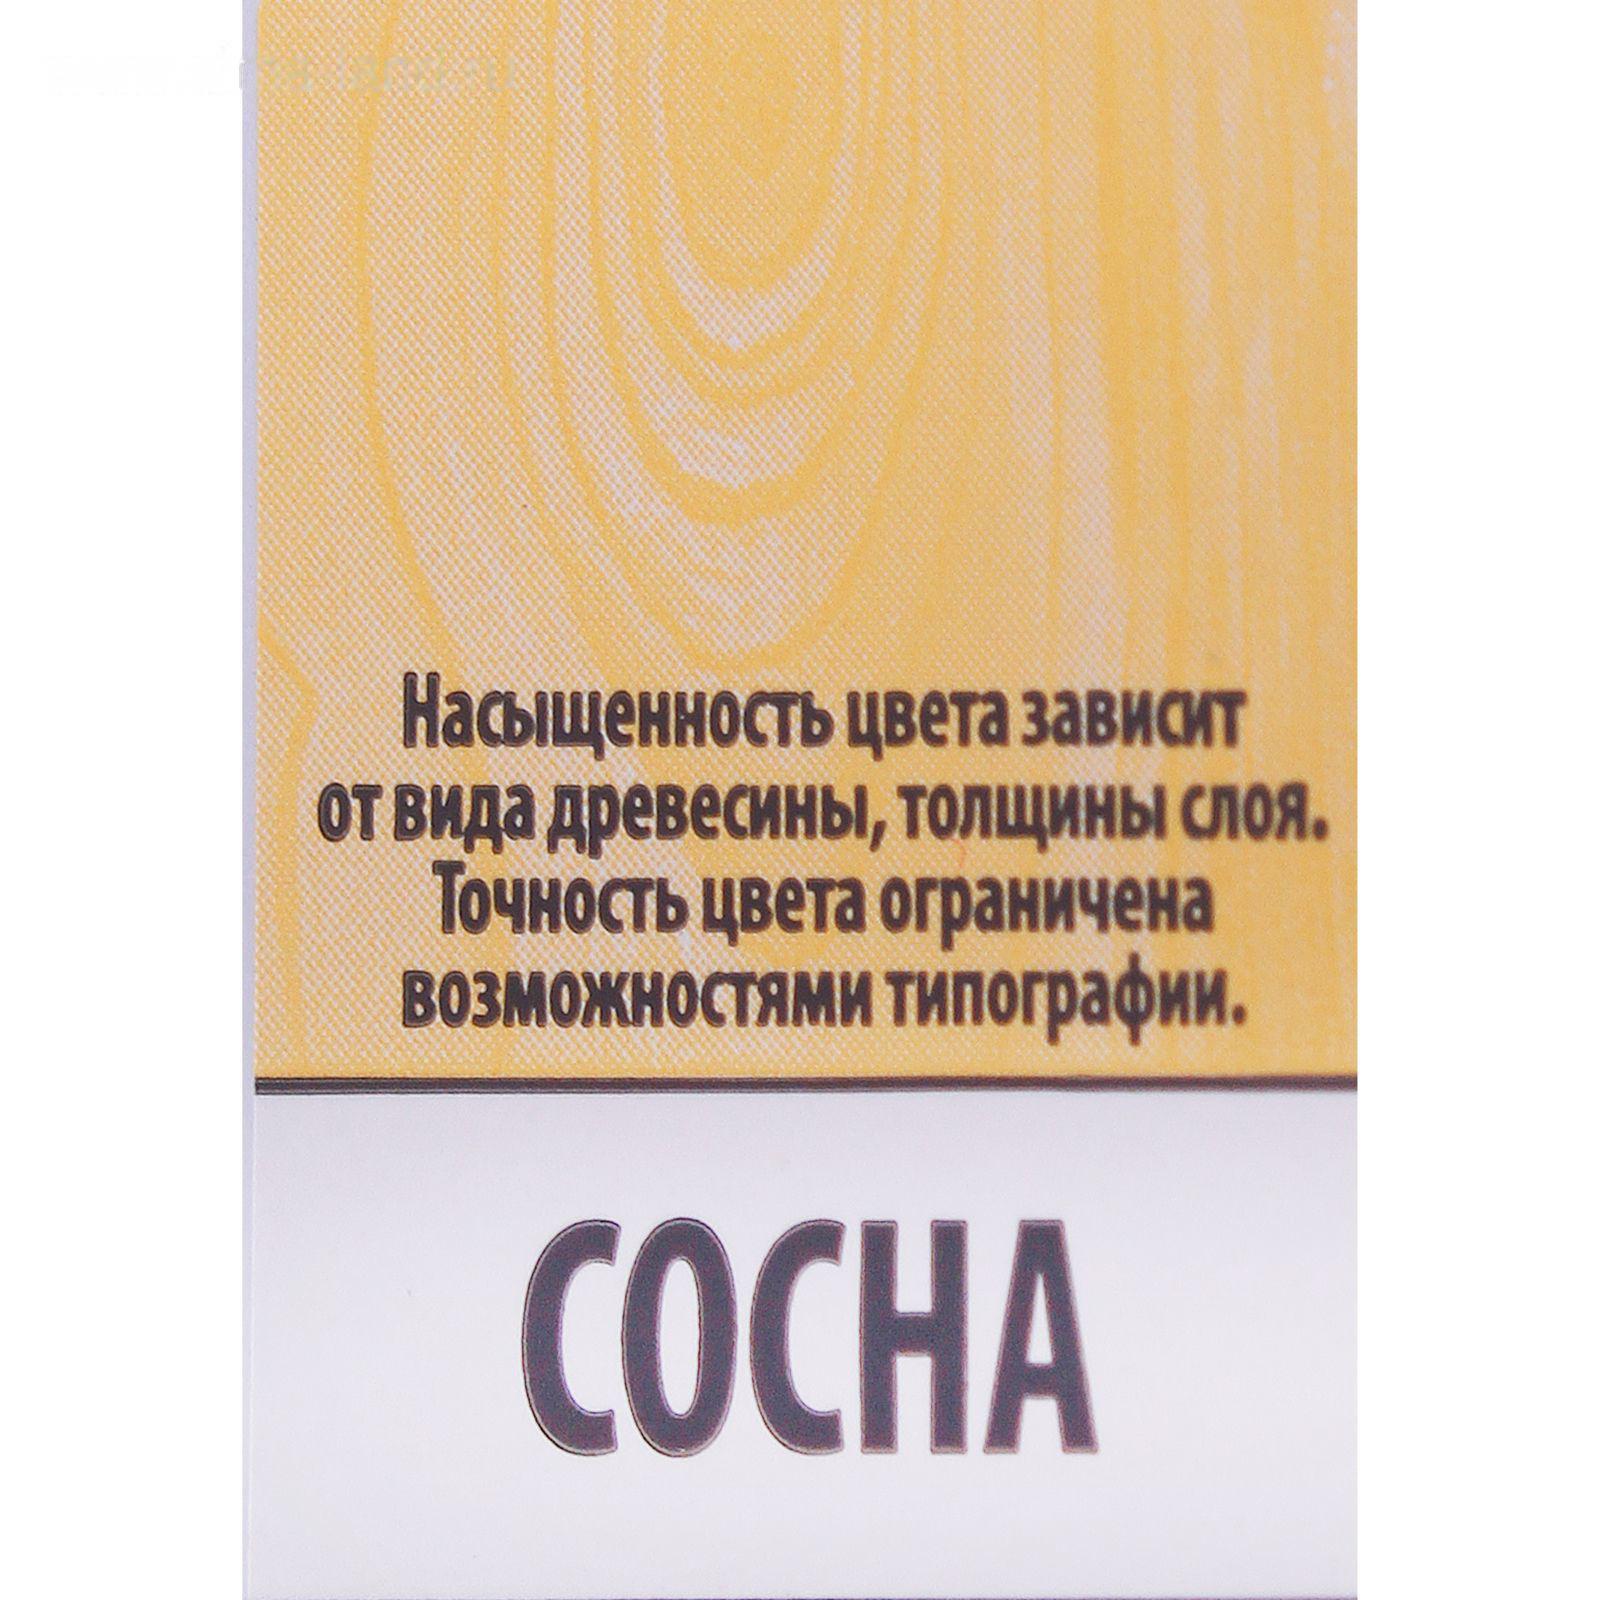 Насыщенность цвета зависит
от вида древесины, толщины слоя.
Точность цвета ограничена
возможностями типографии.
СОСНА